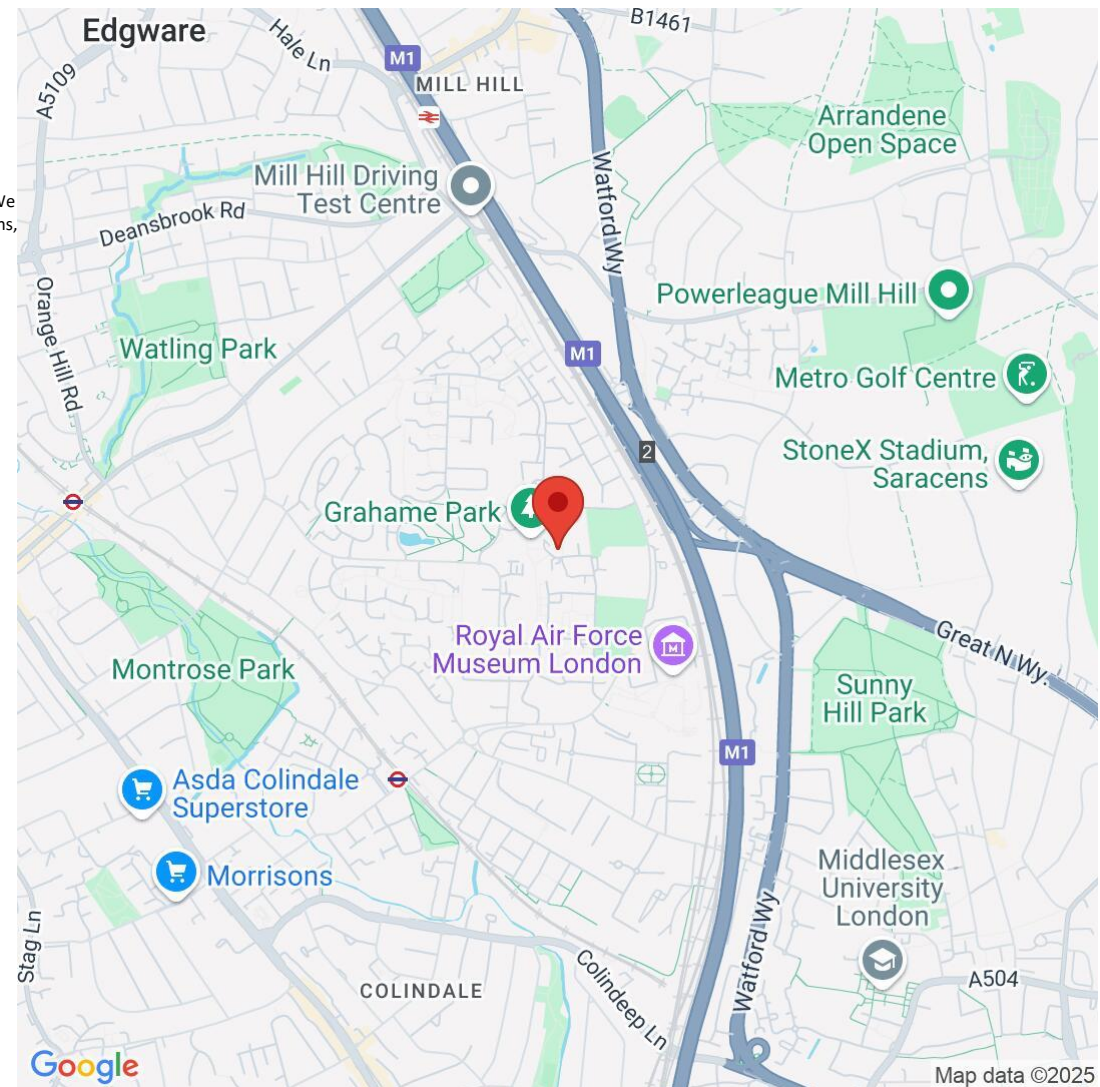 Edgware
Hale Ln
M1
B1461
A5109
MILL HILL
Arrandene
Open Space
Mill Hill Driving
Test Centre
Watford Wy
We
ns,
Deansbrook Rd
Orange Hill Rd
Powerleague Mill Hill
Watling Park
M1
Metro Golf Centre
2
StoneX Stadium,
Saracens
Grahame Park
Royal Air Force
Museum London
M
Great N Wy.
Montrose Park
Sunny
Hill Park
M1
Asda Colindale
Superstore
Morrisons
Middlesex
University
London
Stag Ln
Watford Wy
COLINDALE
Colindeep Ln
A504
Google
Map data ©2025